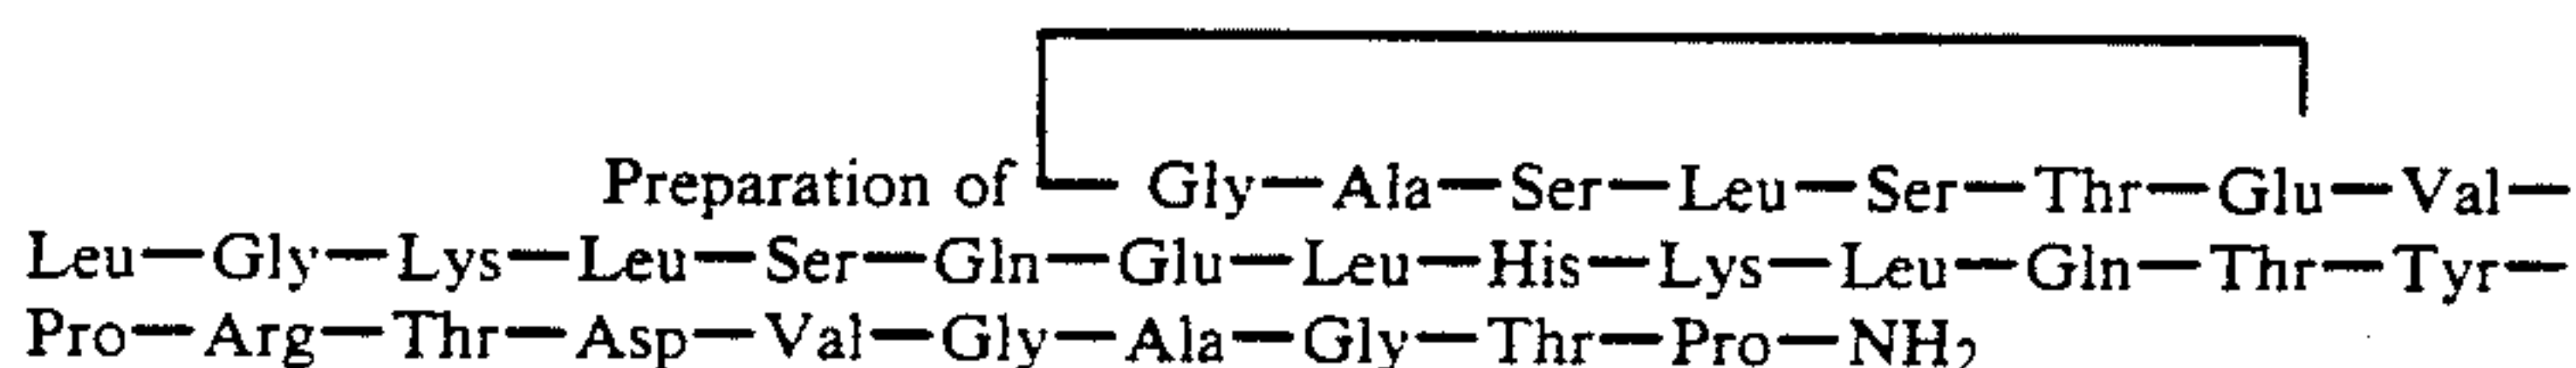 Preparation of Gly—Ala—Ser—Leu—Ser—Thr—Glu—Val—
Leu—Gly—Lys—Leu—Ser—Gln—Glu—Leu—His—Lys—Leu—Gln—Thr—Tyr—
Pro—Arg—Thr—Asp—Val—Gly—Ala—Gly—Thr—Pro—NH2